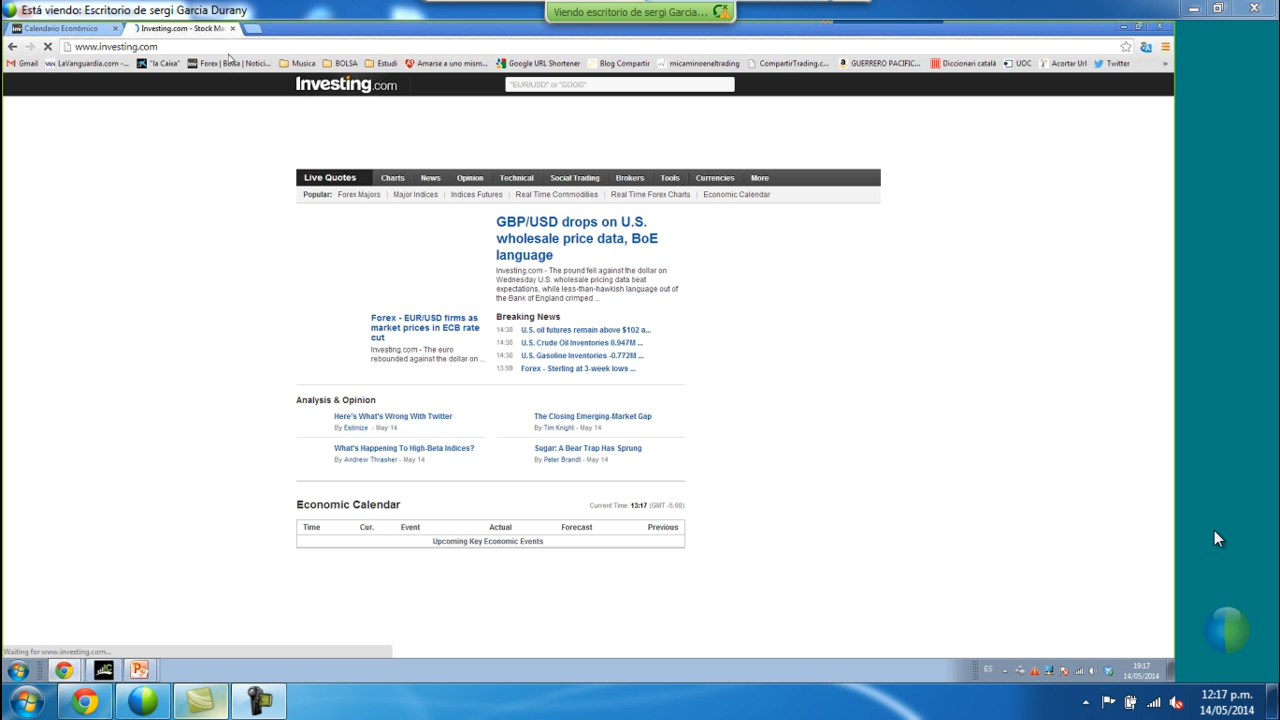 Está viendo: Escritorio de sergi Garcia Durany
Viendo escritorio de sergi Garcia...
Calendario Económico
Investing.com - Stock Ma
www.investing.com
Gmail
LaVanguardia.com -...
"la Caixa"
Forex | Bolsa | Notici...
Musica
BOLSA
Estudi
Amarse a uno mism...
Google URL Shortener
Blog Compartir
micaminoeneltrading
CompartirTrading.c...
GUERRERO PACIFIC...
Diccionari català
UOC
Acortar Url
Twitter
»
Investing.com
"EUR/USD" or "GOOG"
Live Quotes Charts News Opinion Technical Social Trading Brokers Tools Currencies More
Popular: Forex Majors | Major Indices | Indices Futures | Real Time Commodities | Real Time Forex Charts | Economic Calendar
GBP/USD drops on U.S.
wholesale price data, BoE
language
Investing.com - The pound fell against the dollar on
Wednesday U.S. wholesale pricing data beat
expectations, while less-than-hawkish language out of
the Bank of England crimped ...
Forex - EUR/USD firms as
market prices in ECB rate
cut
Investing.com - The euro
rebounded against the dollar on ...
Breaking News
14:38 U.S. oil futures remain above $102 a...
14:30 U.S. Crude Oil Inventories 0.947M ...
14:30 U.S. Gasoline Inventories -0.772M ...
13:59 Forex - Sterling at 3-week lows ...
Analysis & Opinion
Here's What's Wrong With Twitter
By Estimize - May 14
The Closing Emerging-Market Gap
By Tim Knight - May 14
What's Happening To High-Beta Indices?
By Andrew Thrasher - May 14
Sugar: A Bear Trap Has Sprung
By Peter Brandt - May 14
Economic Calendar
Current Time: 13:17 (GMT -5:00)
Time Cur. Event Actual Forecast Previous
Upcoming Key Economic Events
Waiting for www.investing.com...
ES
19:17
14/05/2014
12:17 p.m.
14/05/2014